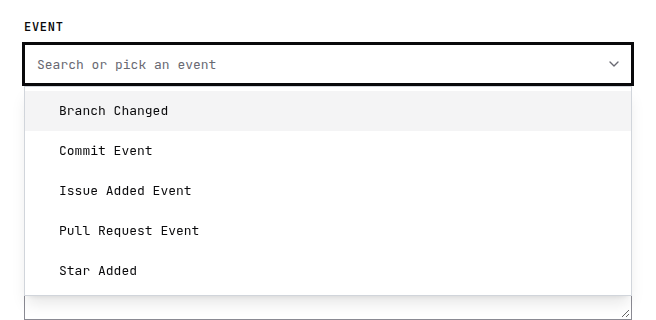 EVENT
Search or pick an event
Branch Changed
Commit Event
Issue Added Event
Pull Request Event
Star Added